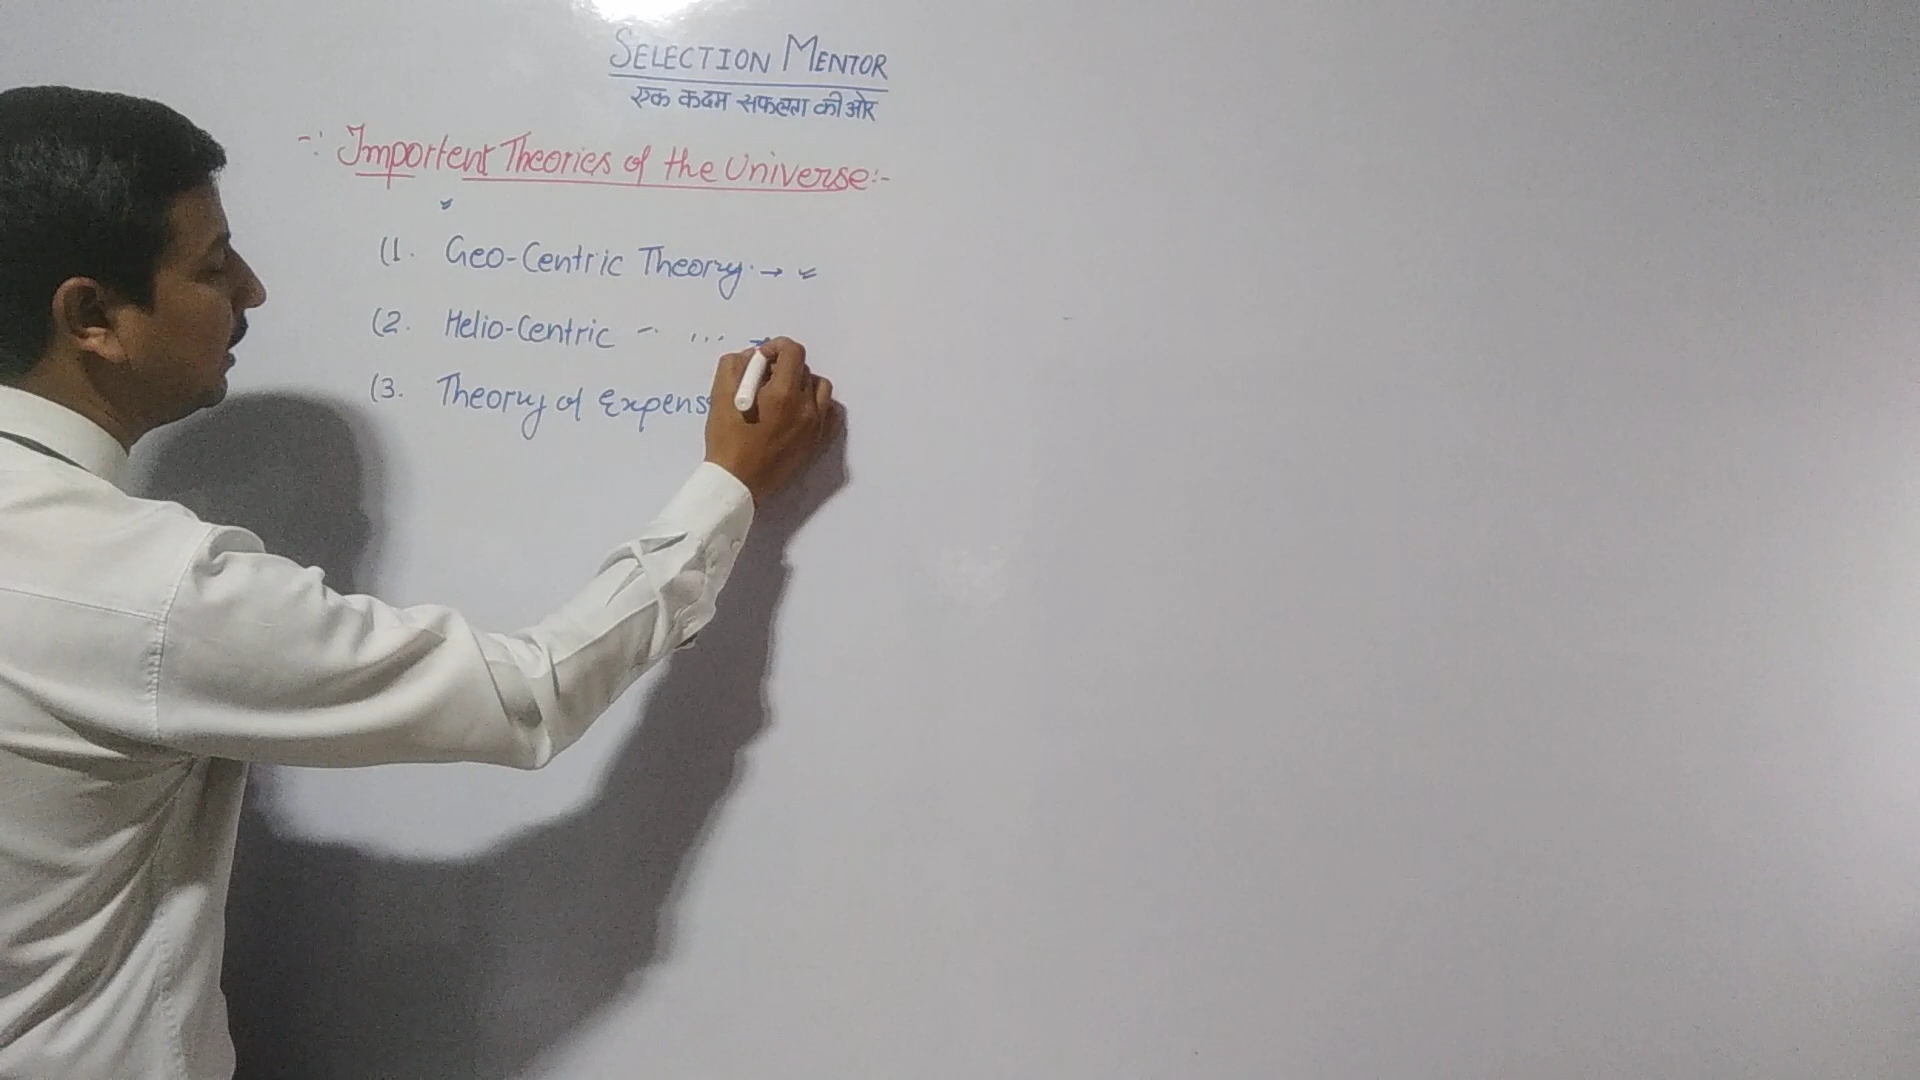 SELECTION MENTOR
एक कदम सफलता की ओर
-: Importent Theories of the Universe:-
(1. Geo-Centric Theory. →
(2. Helio-Centric - ...
(3. Theory of Expens